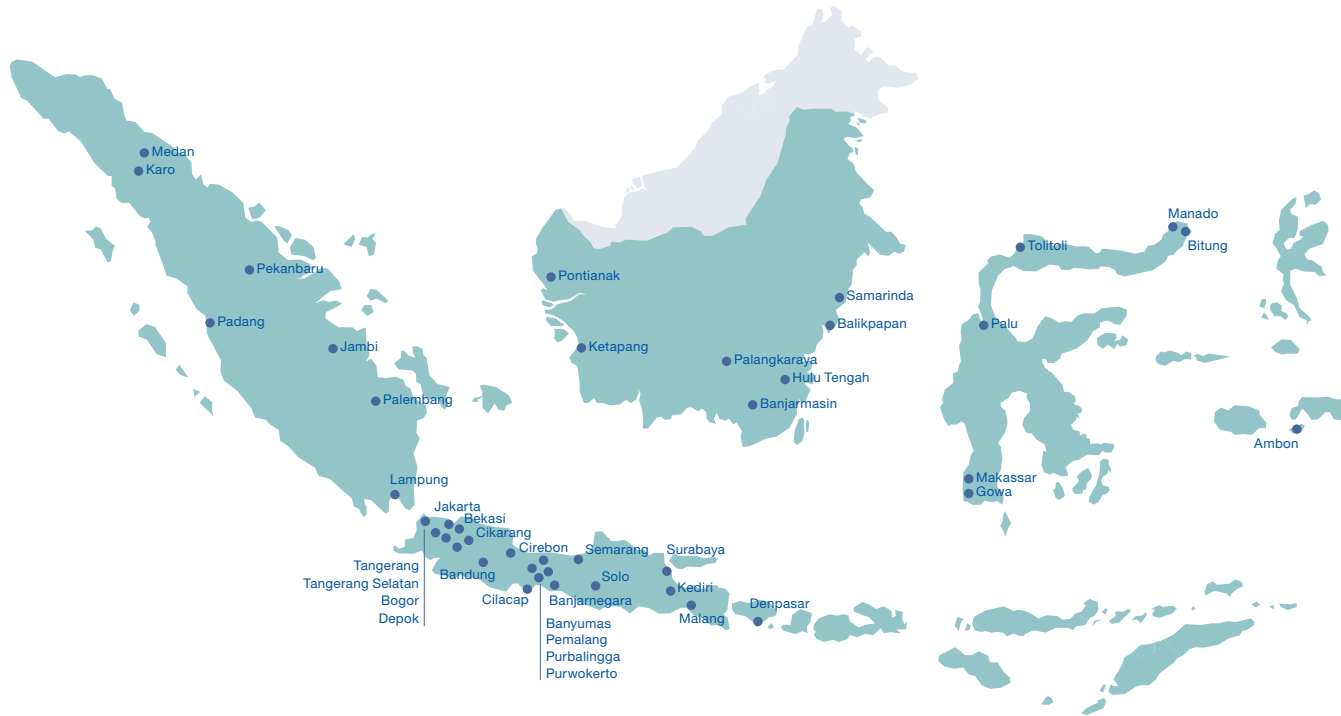 Medan
Karo
Pekanbaru
Padang
Jambi
Palembang
Lampung
Pontianak
Ketapang
Samarinda
Balikpapan
Palangkaraya
Hulu Tengah
Banjarmasin
Manado
Bitung
Tolitoli
Palu
Makassar
Gowa
Ambon
Jakarta
Bekasi
Cikarang
Cirebon
Semarang
Surabaya
Tangerang
Tangerang Selatan
Bogor
Depok
Bandung
Cilacap
Solo
Banjarnegara
Kediri
Malang
Denpasar
Banyumas
Pemalang
Purbalingga
Purwokerto